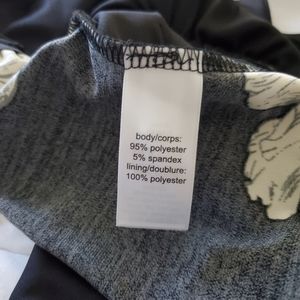 body/corps:
95% polyester
5% spandex
lining/doublure:
100% polyester